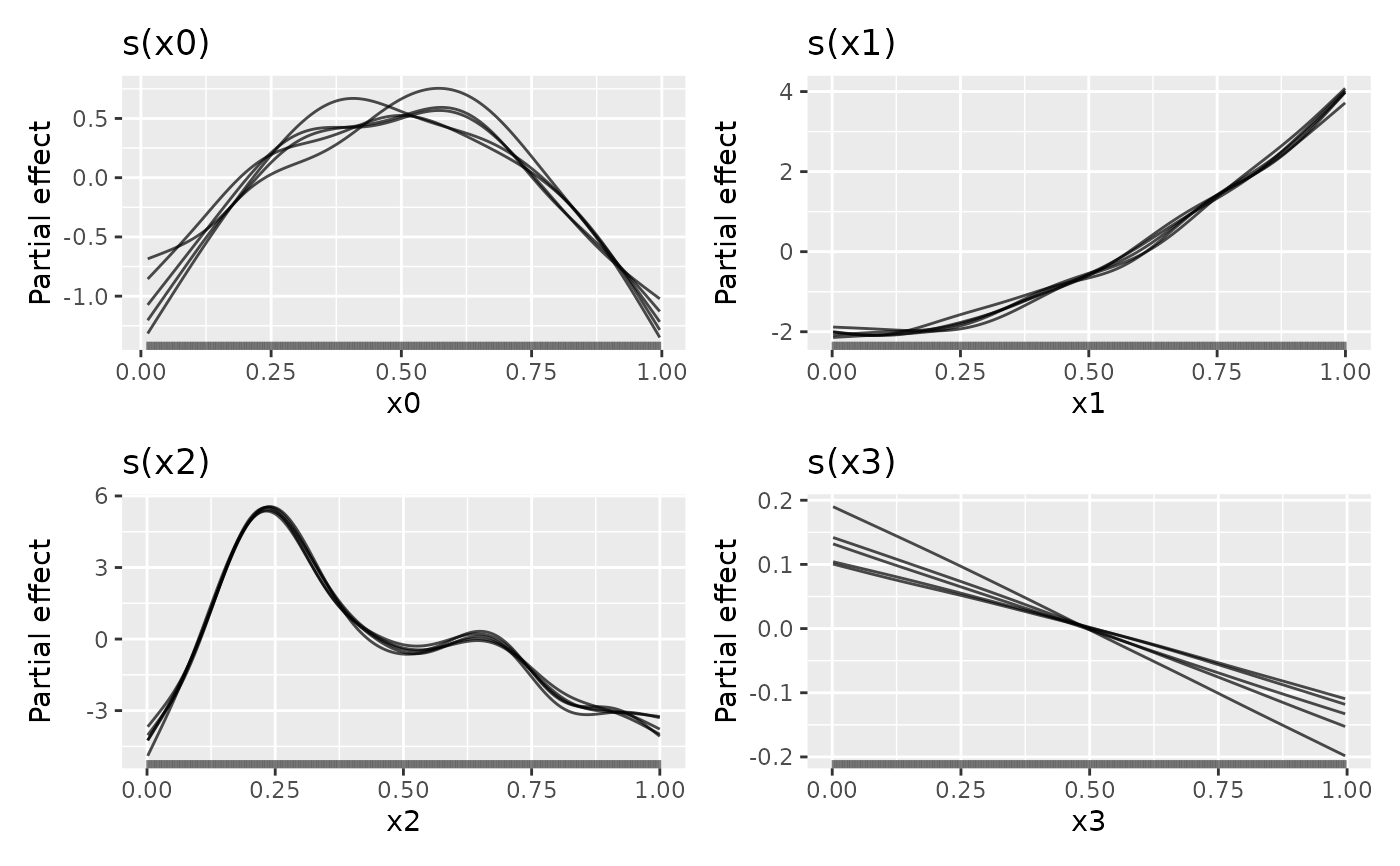 s(x0)
Partial effect
0.5
0.0
-0.5
-1.0
0.00 0.25 0.50 0.75 1.00
x0
s(x1)
Partial effect
4
2
0
-2
0.00 0.25 0.50 0.75 1.00
x1
s(x2)
Partial effect
6
3
0
-3
0.00 0.25 0.50 0.75 1.00
x2
s(x3)
Partial effect
0.2
0.1
0.0
-0.1
-0.2
0.00 0.25 0.50 0.75 1.00
x3